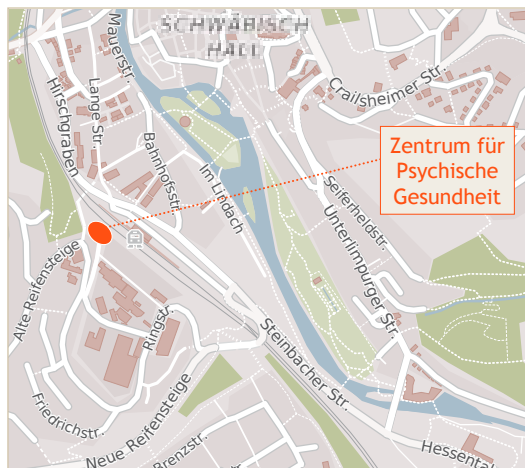 SCHWÄBISCH
HALL
Mauerstr.
Crailsheimer Str.
Hirschgraben
Lange Str.
Bahnhofsstr.
Im Lindach
Zentrum für
Psychische
Gesundheit
Seiferheldstr.
Unterlimpurger Str.
Alte Reifensteige
Ringstr.
Steinbacher Str.
Friedrichstr.
Neue Reifensteige
Brenzstr.
Hessental